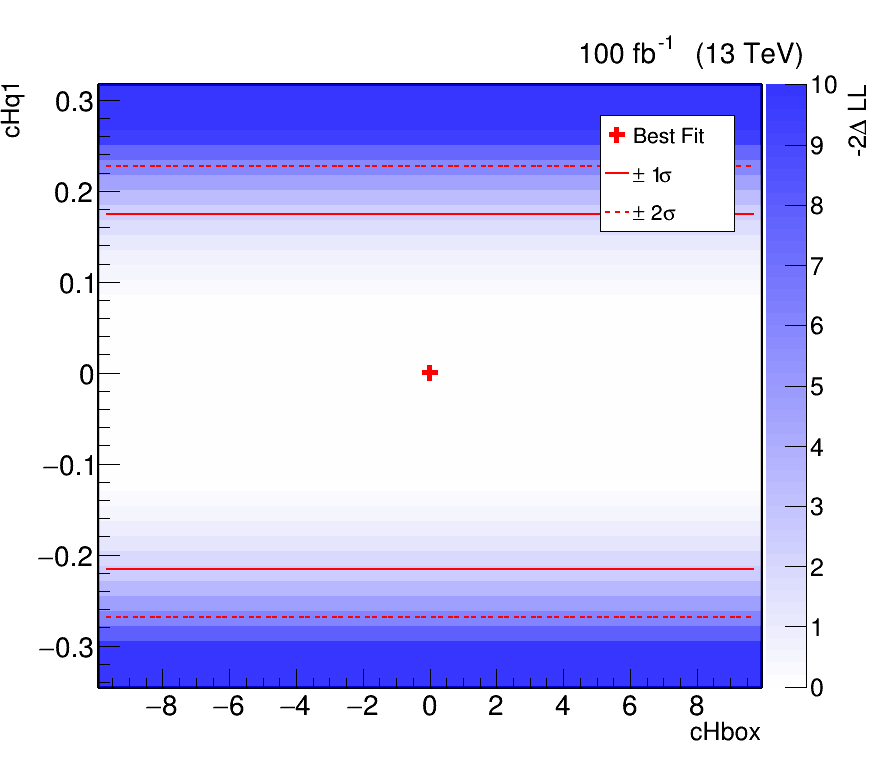 100 fb-1 (13 TeV)
cHq1
0.3
0.2
0.1
0
−0.1
−0.2
−0.3
Best Fit
± 1σ
± 2σ
10
9
8
7
6
5
4
3
2
1
0
-2Δ LL
−8 −6 −4 −2 0 2 4 6 8
cHbox